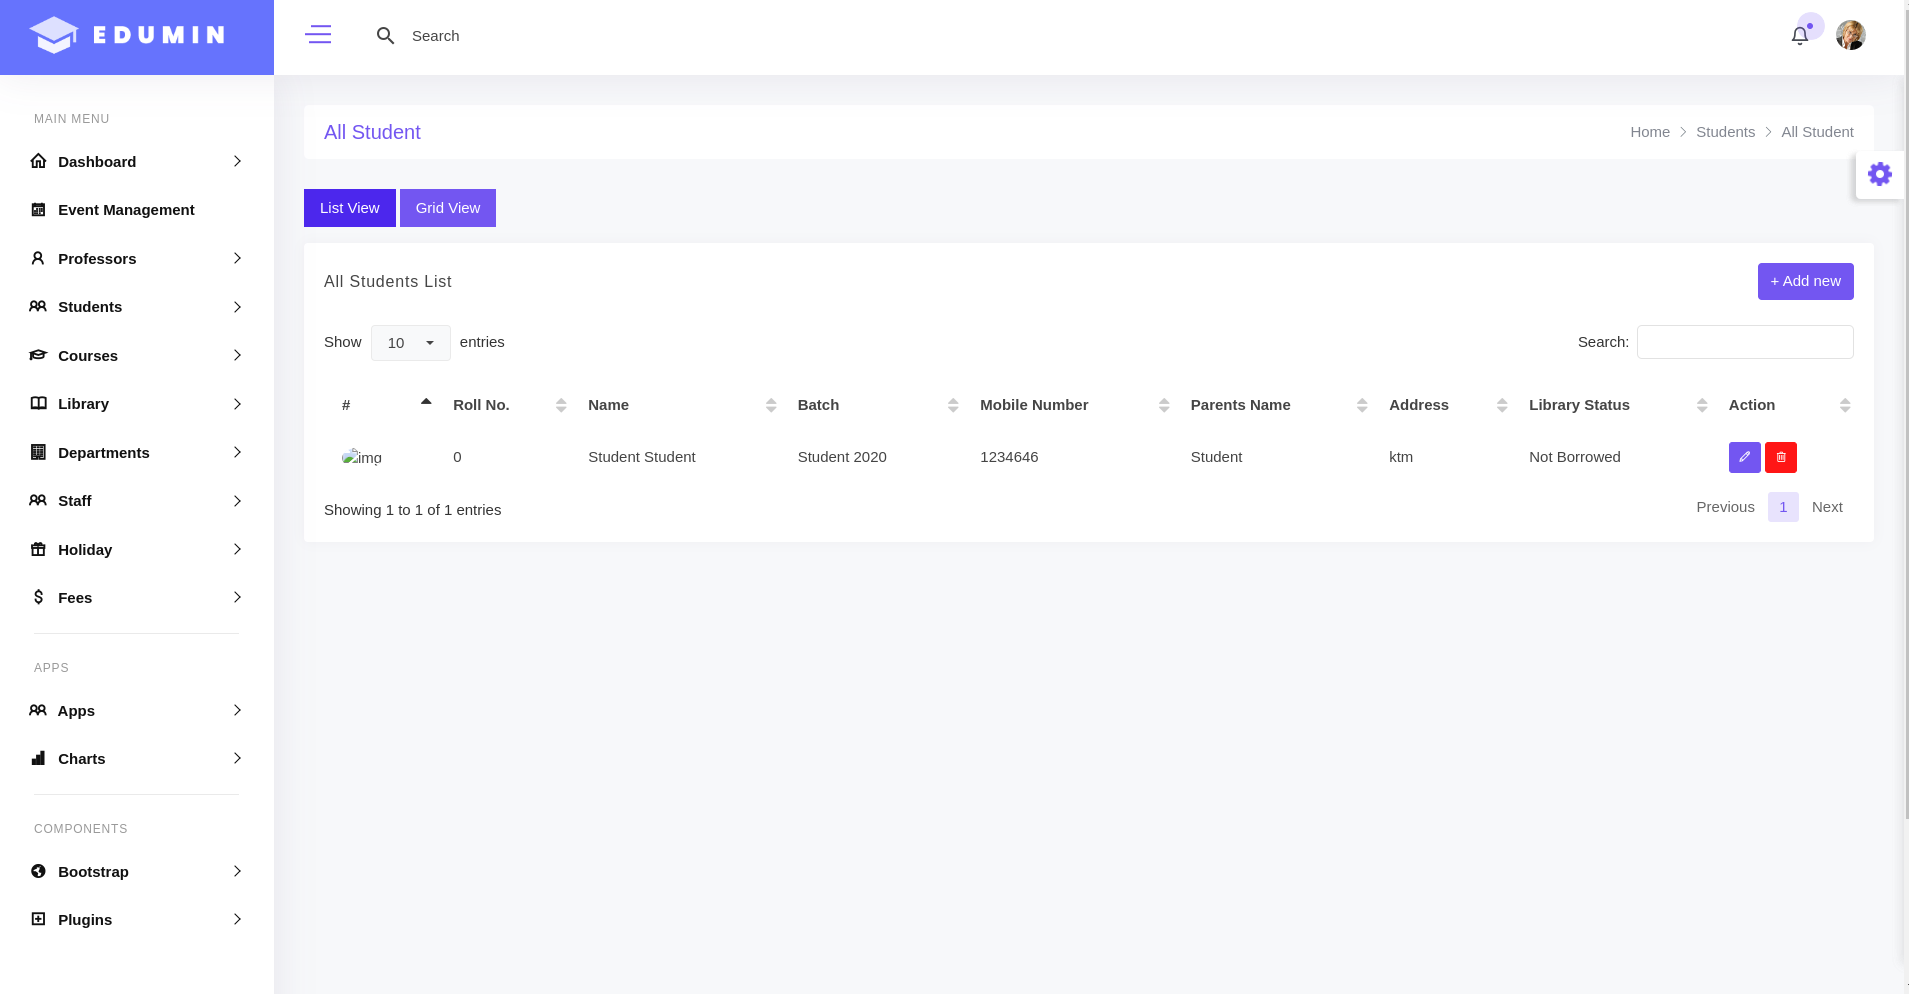 EDUMIN
Search
MAIN MENU
Dashboard
Event Management
Professors
Students
Courses
Library
Departments
Staff
Holiday
Fees
APPS
Apps
Charts
COMPONENTS
Bootstrap
Plugins
All Student
Home Students All Student
List View Grid View
All Students List + Add new
Show 10 entries Search:
# Roll No. Name Batch Mobile Number Parents Name Address Library Status Action
img 0 Student Student Student 2020 1234646 Student ktm Not Borrowed
Showing 1 to 1 of 1 entries Previous 1 Next